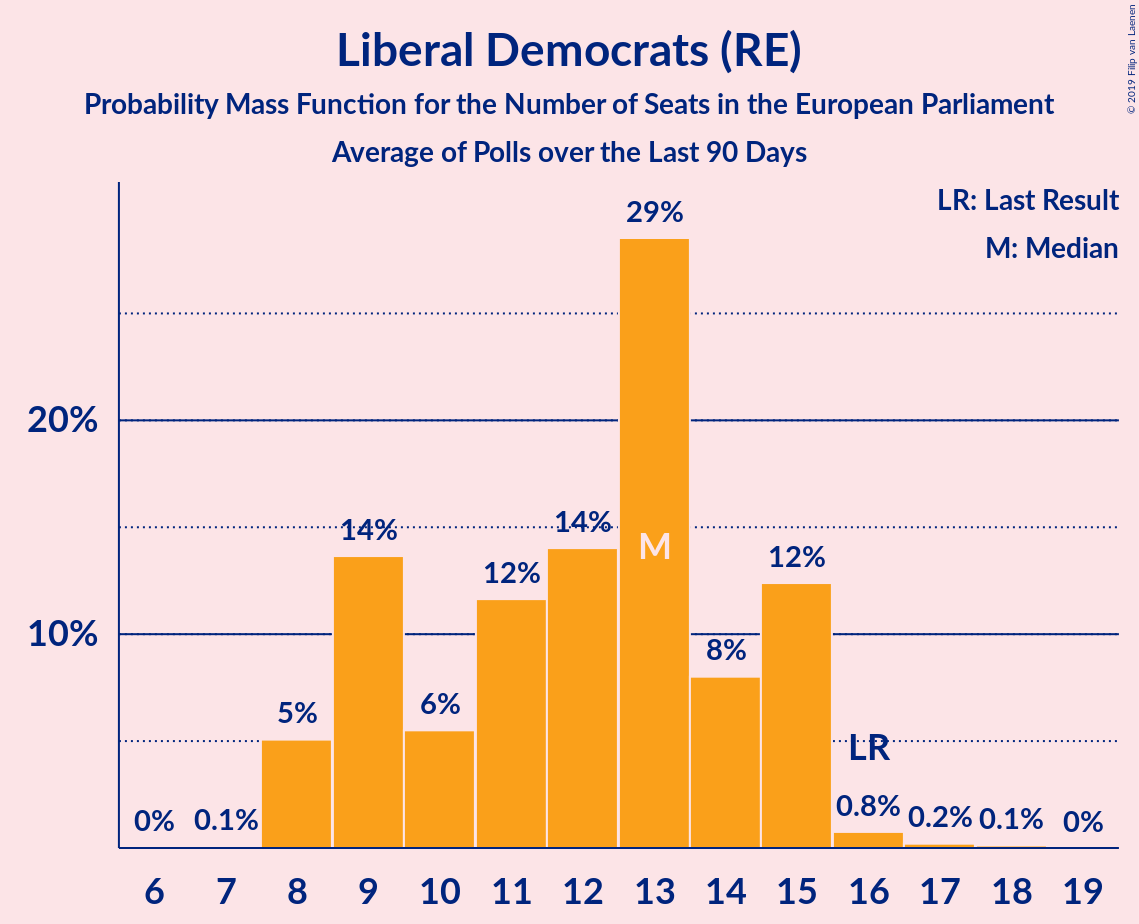 Liberal Democrats (RE)
Probability Mass Function for the Number of Seats in the European Parliament
Average of Polls over the Last 90 Days
© 2019 Filip van Laenen
LR: Last Result
M: Median
20%
10%
0%
0.1%
5%
14%
6%
12%
14%
29%
M
8%
12%
LR
0.8%
0.2%
0.1%
0%
6 7 8 9 10 11 12 13 14 15 16 17 18 19